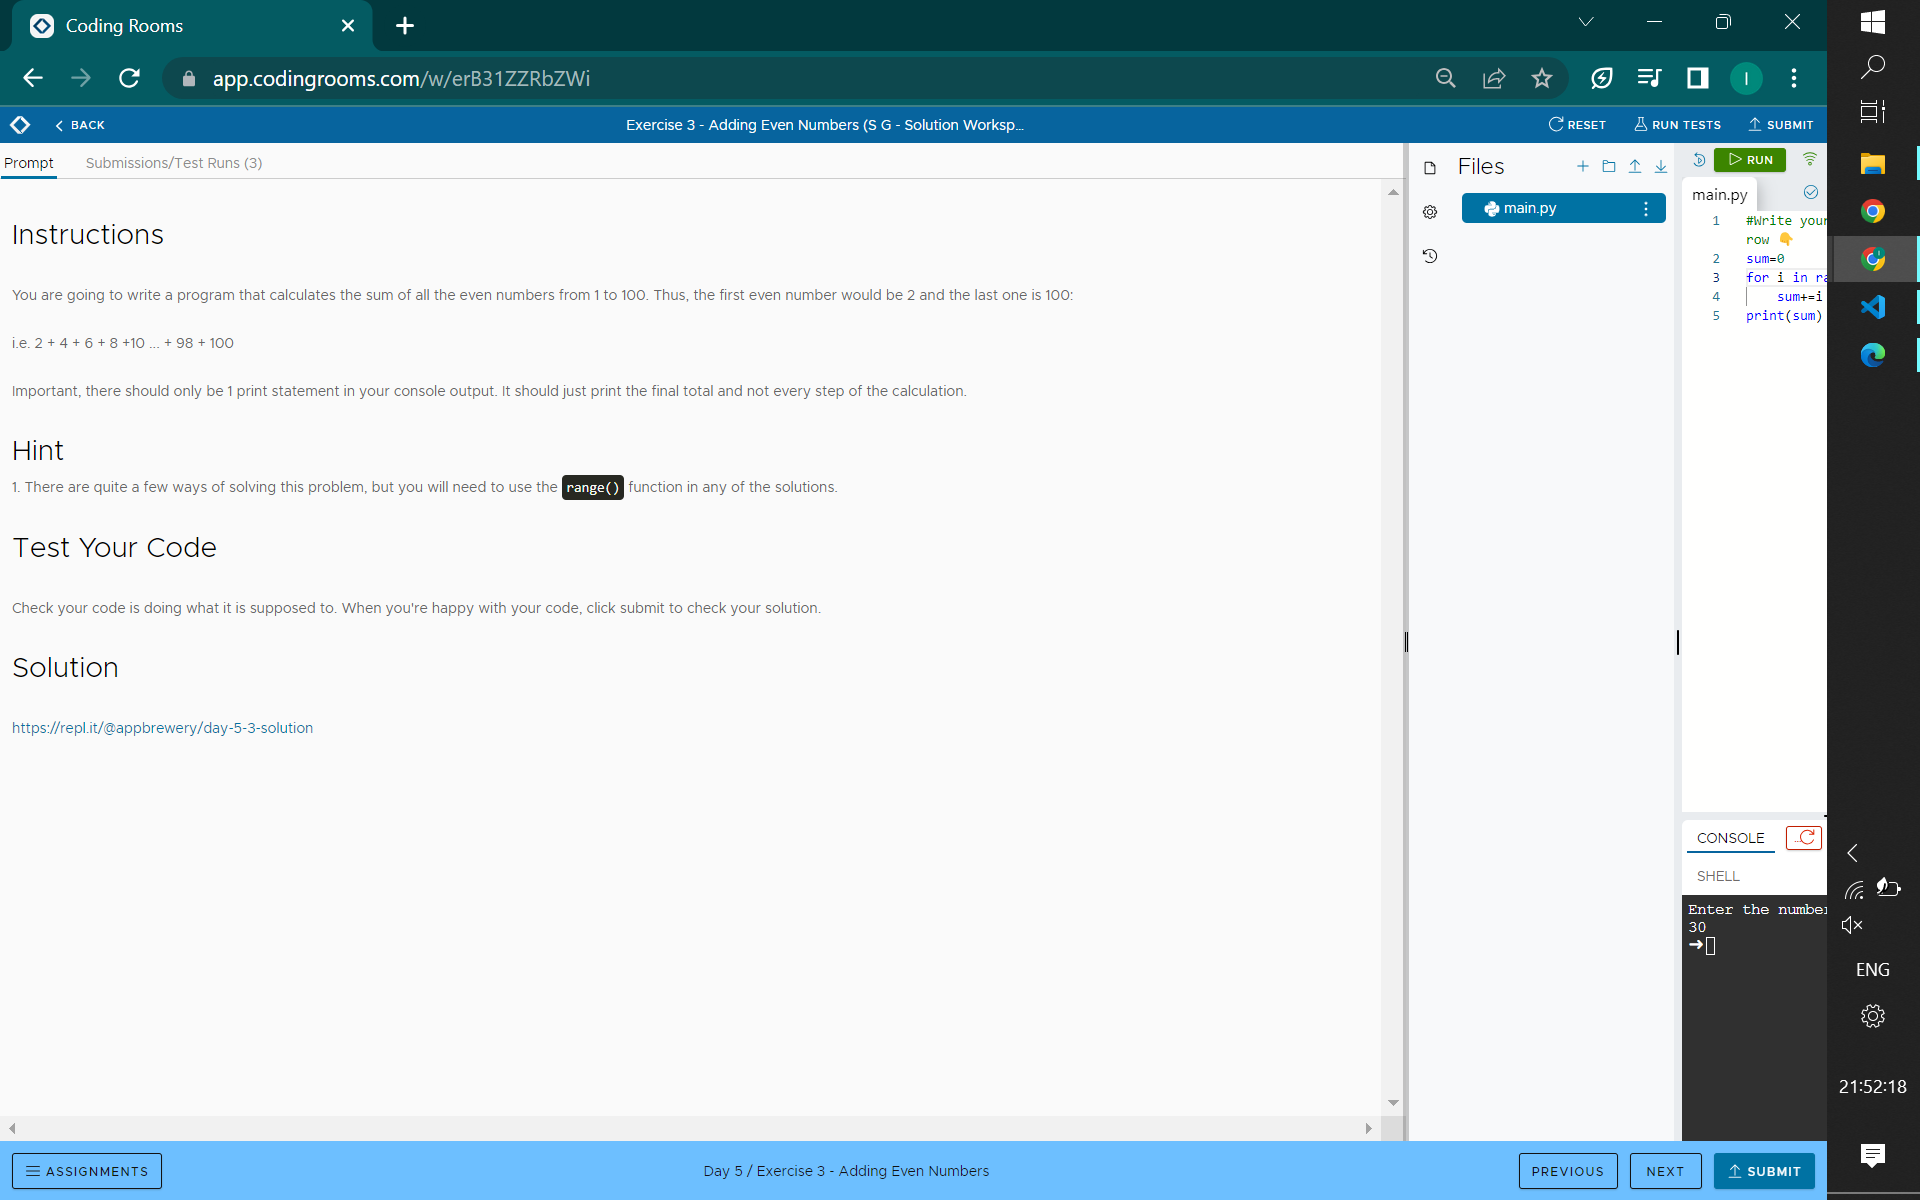 Coding Rooms
app.codingrooms.com/w/erB31ZZRbZWi
I
BACK
Exercise 3 - Adding Even Numbers (S G - Solution Worksp...
RESET
RUN TESTS
SUBMIT
Prompt
Submissions/Test Runs (3)
Instructions
You are going to write a program that calculates the sum of all the even numbers from 1 to 100. Thus, the first even number would be 2 and the last one is 100:
i.e. 2 + 4 + 6 + 8 +10 ... + 98 + 100
Important, there should only be 1 print statement in your console output. It should just print the final total and not every step of the calculation.
Hint
1. There are quite a few ways of solving this problem, but you will need to use the range() function in any of the solutions.
Test Your Code
Check your code is doing what it is supposed to. When you're happy with your code, click submit to check your solution.
Solution
https://repl.it/@appbrewery/day-5-3-solution
Files
main.py
RUN
main.py
1 #Write your
row 👇
2 sum=0
3 for i in ra
4 sum+=i
5 print(sum)
CONSOLE
SHELL
Enter the number
30
➜
ENG
21:52:18
ASSIGNMENTS
Day 5 / Exercise 3 - Adding Even Numbers
PREVIOUS
NEXT
SUBMIT